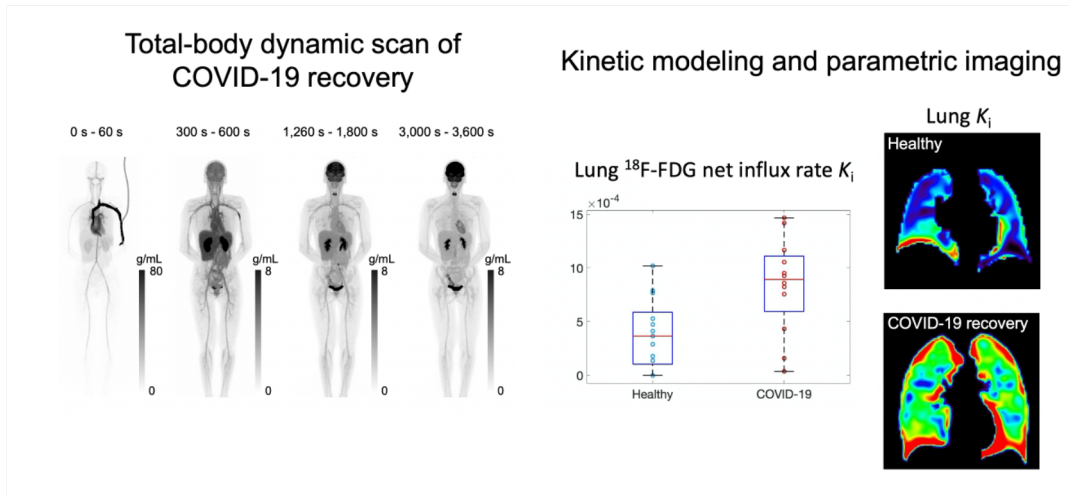 Total-body dynamic scan of
COVID-19 recovery
0 s - 60 s
300 s - 600 s
1,260 s - 1,800 s
3,000 s - 3,600 s
g/mL
80
0
g/mL
8
0
g/mL
8
0
g/mL
8
0
Kinetic modeling and parametric imaging
Lung ¹⁸F-FDG net influx rate Kᵢ
×10⁻⁴
15
10
5
0
Healthy
COVID-19
Lung Kᵢ
Healthy
COVID-19 recovery